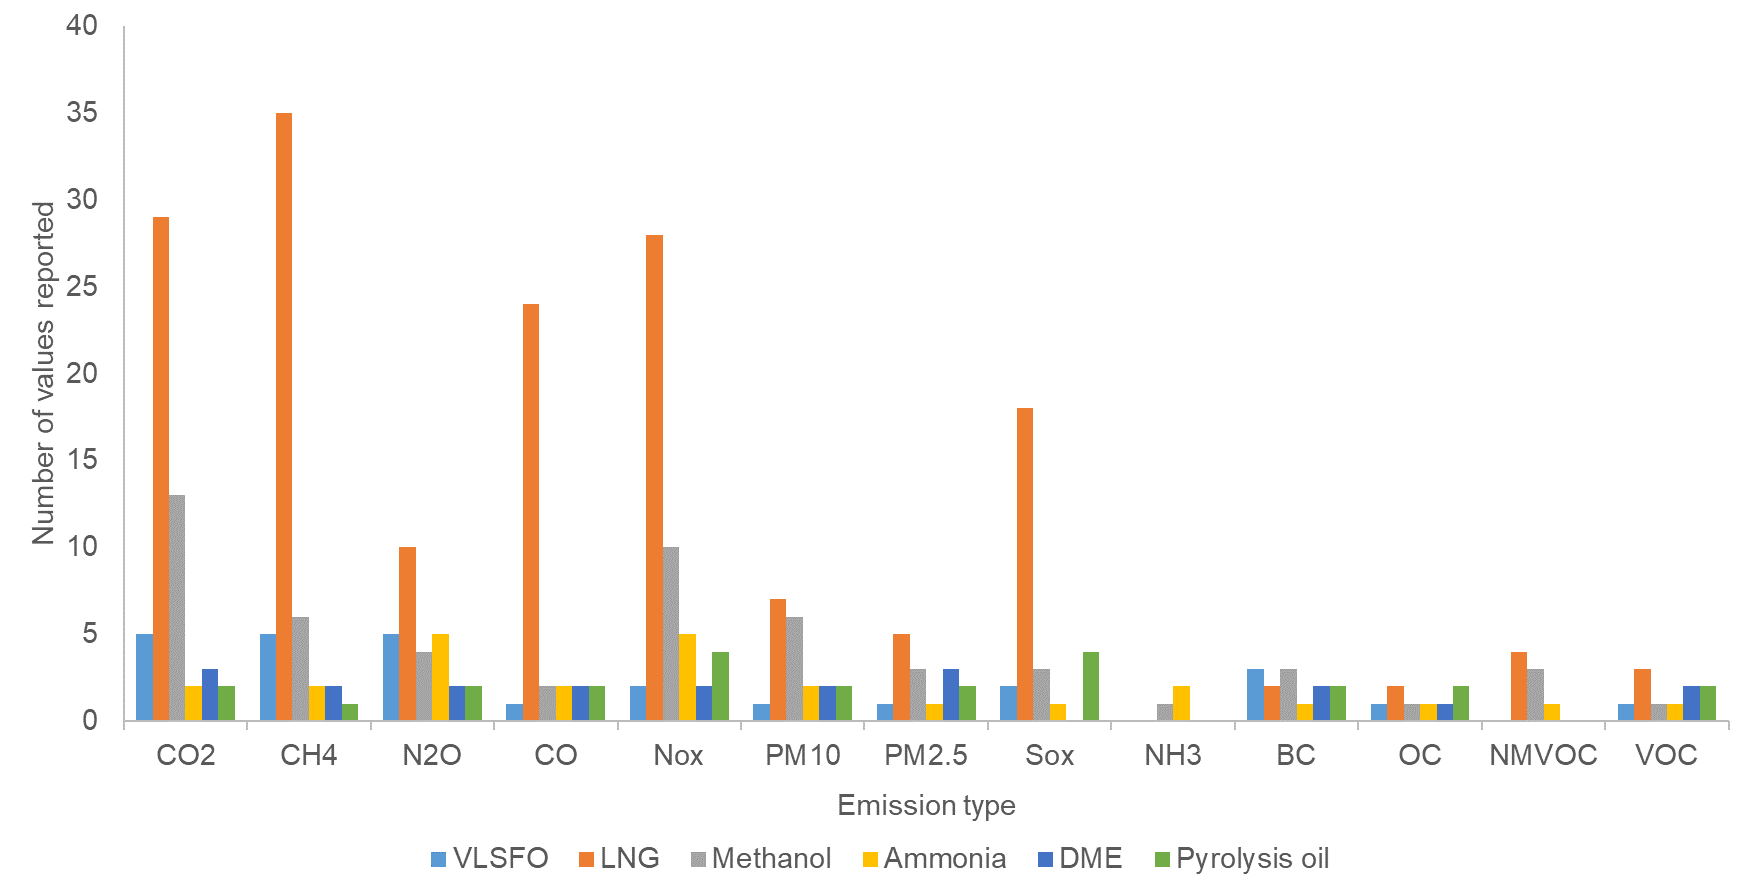 40
35
30
25
20
15
10
5
0
Number of values reported
CO2 CH4 N2O CO Nox PM10 PM2.5 Sox NH3 BC OC NMVOC VOC
Emission type
VLSFO LNG Methanol Ammonia DME Pyrolysis oil